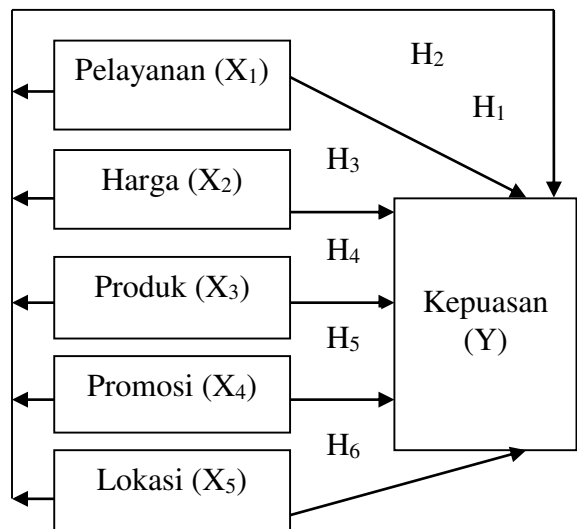 Pelayanan (X₁)
H₂
H₁
H₃
Harga (X₂)
H₄
Produk (X₃)
Kepuasan
(Y)
H₅
Promosi (X₄)
H₆
Lokasi (X₅)